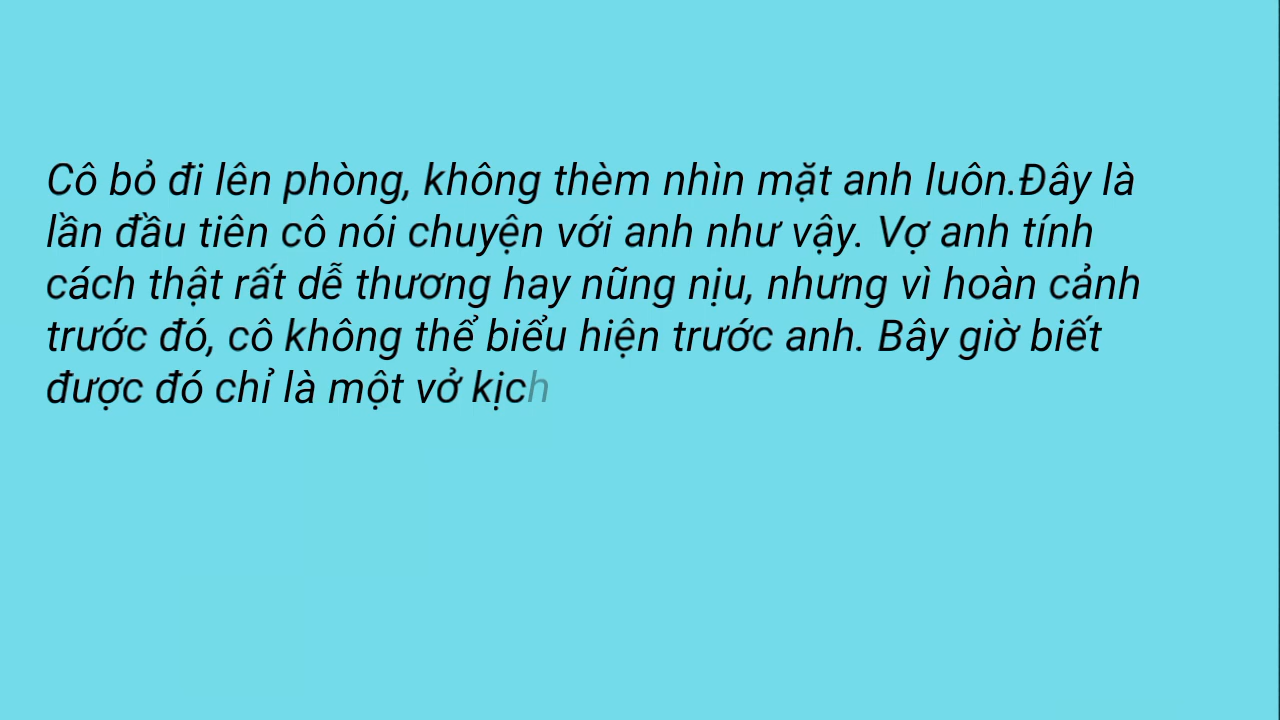 Cô bỏ đi lên phòng, không thèm nhìn mặt anh luôn.Đây là
lần đầu tiên cô nói chuyện với anh như vậy. Vợ anh tính
cách thật rất dễ thương hay nũng nịu, nhưng vì hoàn cảnh
trước đó, cô không thể biểu hiện trước anh. Bây giờ biết
được đó chỉ là một vở kịch